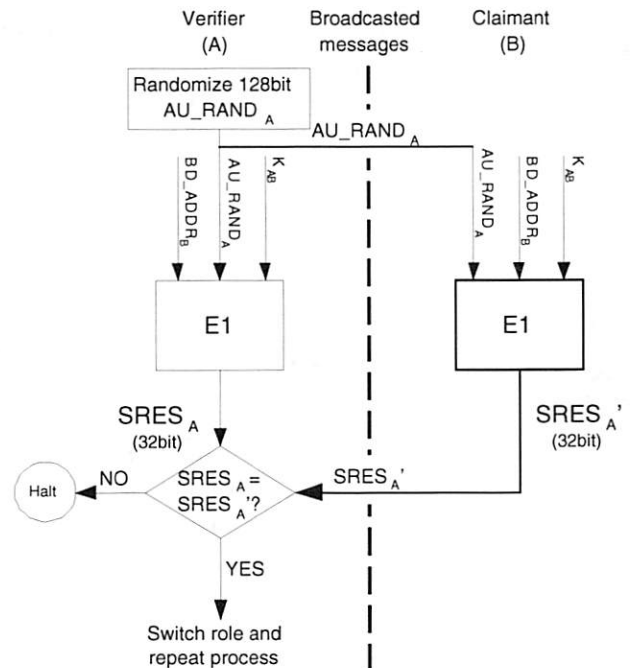 Verifier
(A)
Broadcasted
messages
Claimant
(B)
Randomize 128bit
AU_RAND A
AU_RAND A
BD_ADDR B
AU_RAND A
K AB
AU_RAND A
BD_ADDR B
K AB
E1
E1
SRES A
(32bit)
SRES A'
(32bit)
SRES A =
SRES A'?
NO
Halt
SRES A'
YES
Switch role and
repeat process